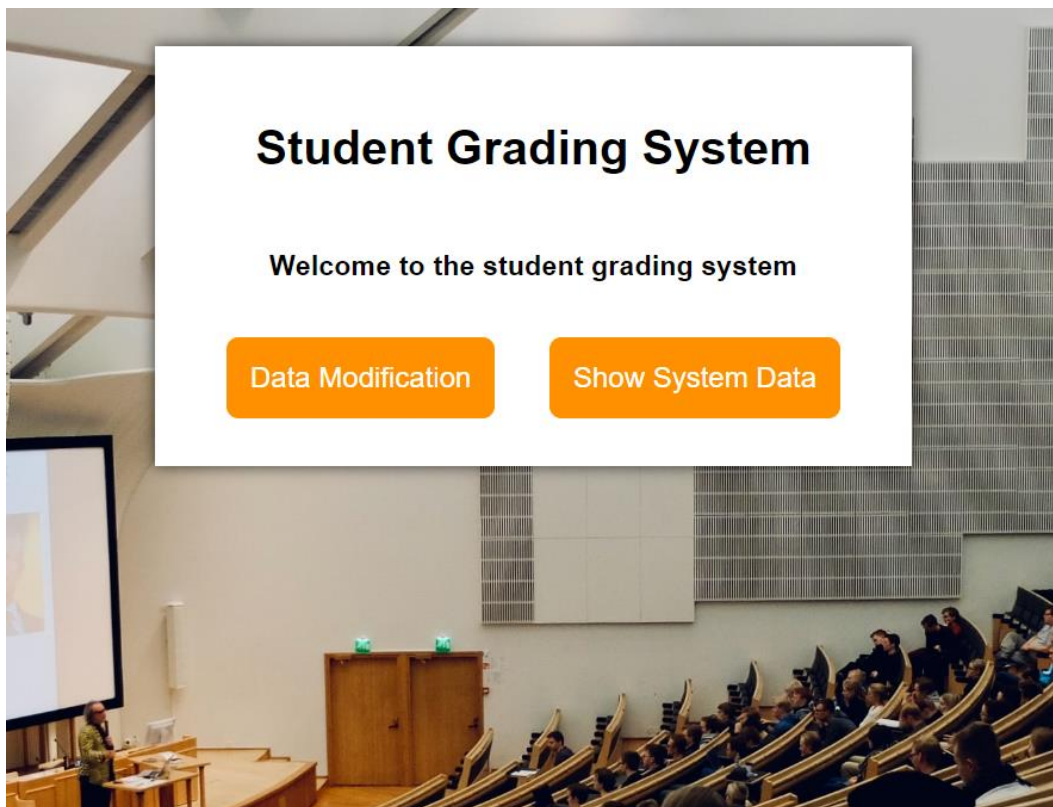 Student Grading System
Welcome to the student grading system
Data Modification
Show System Data